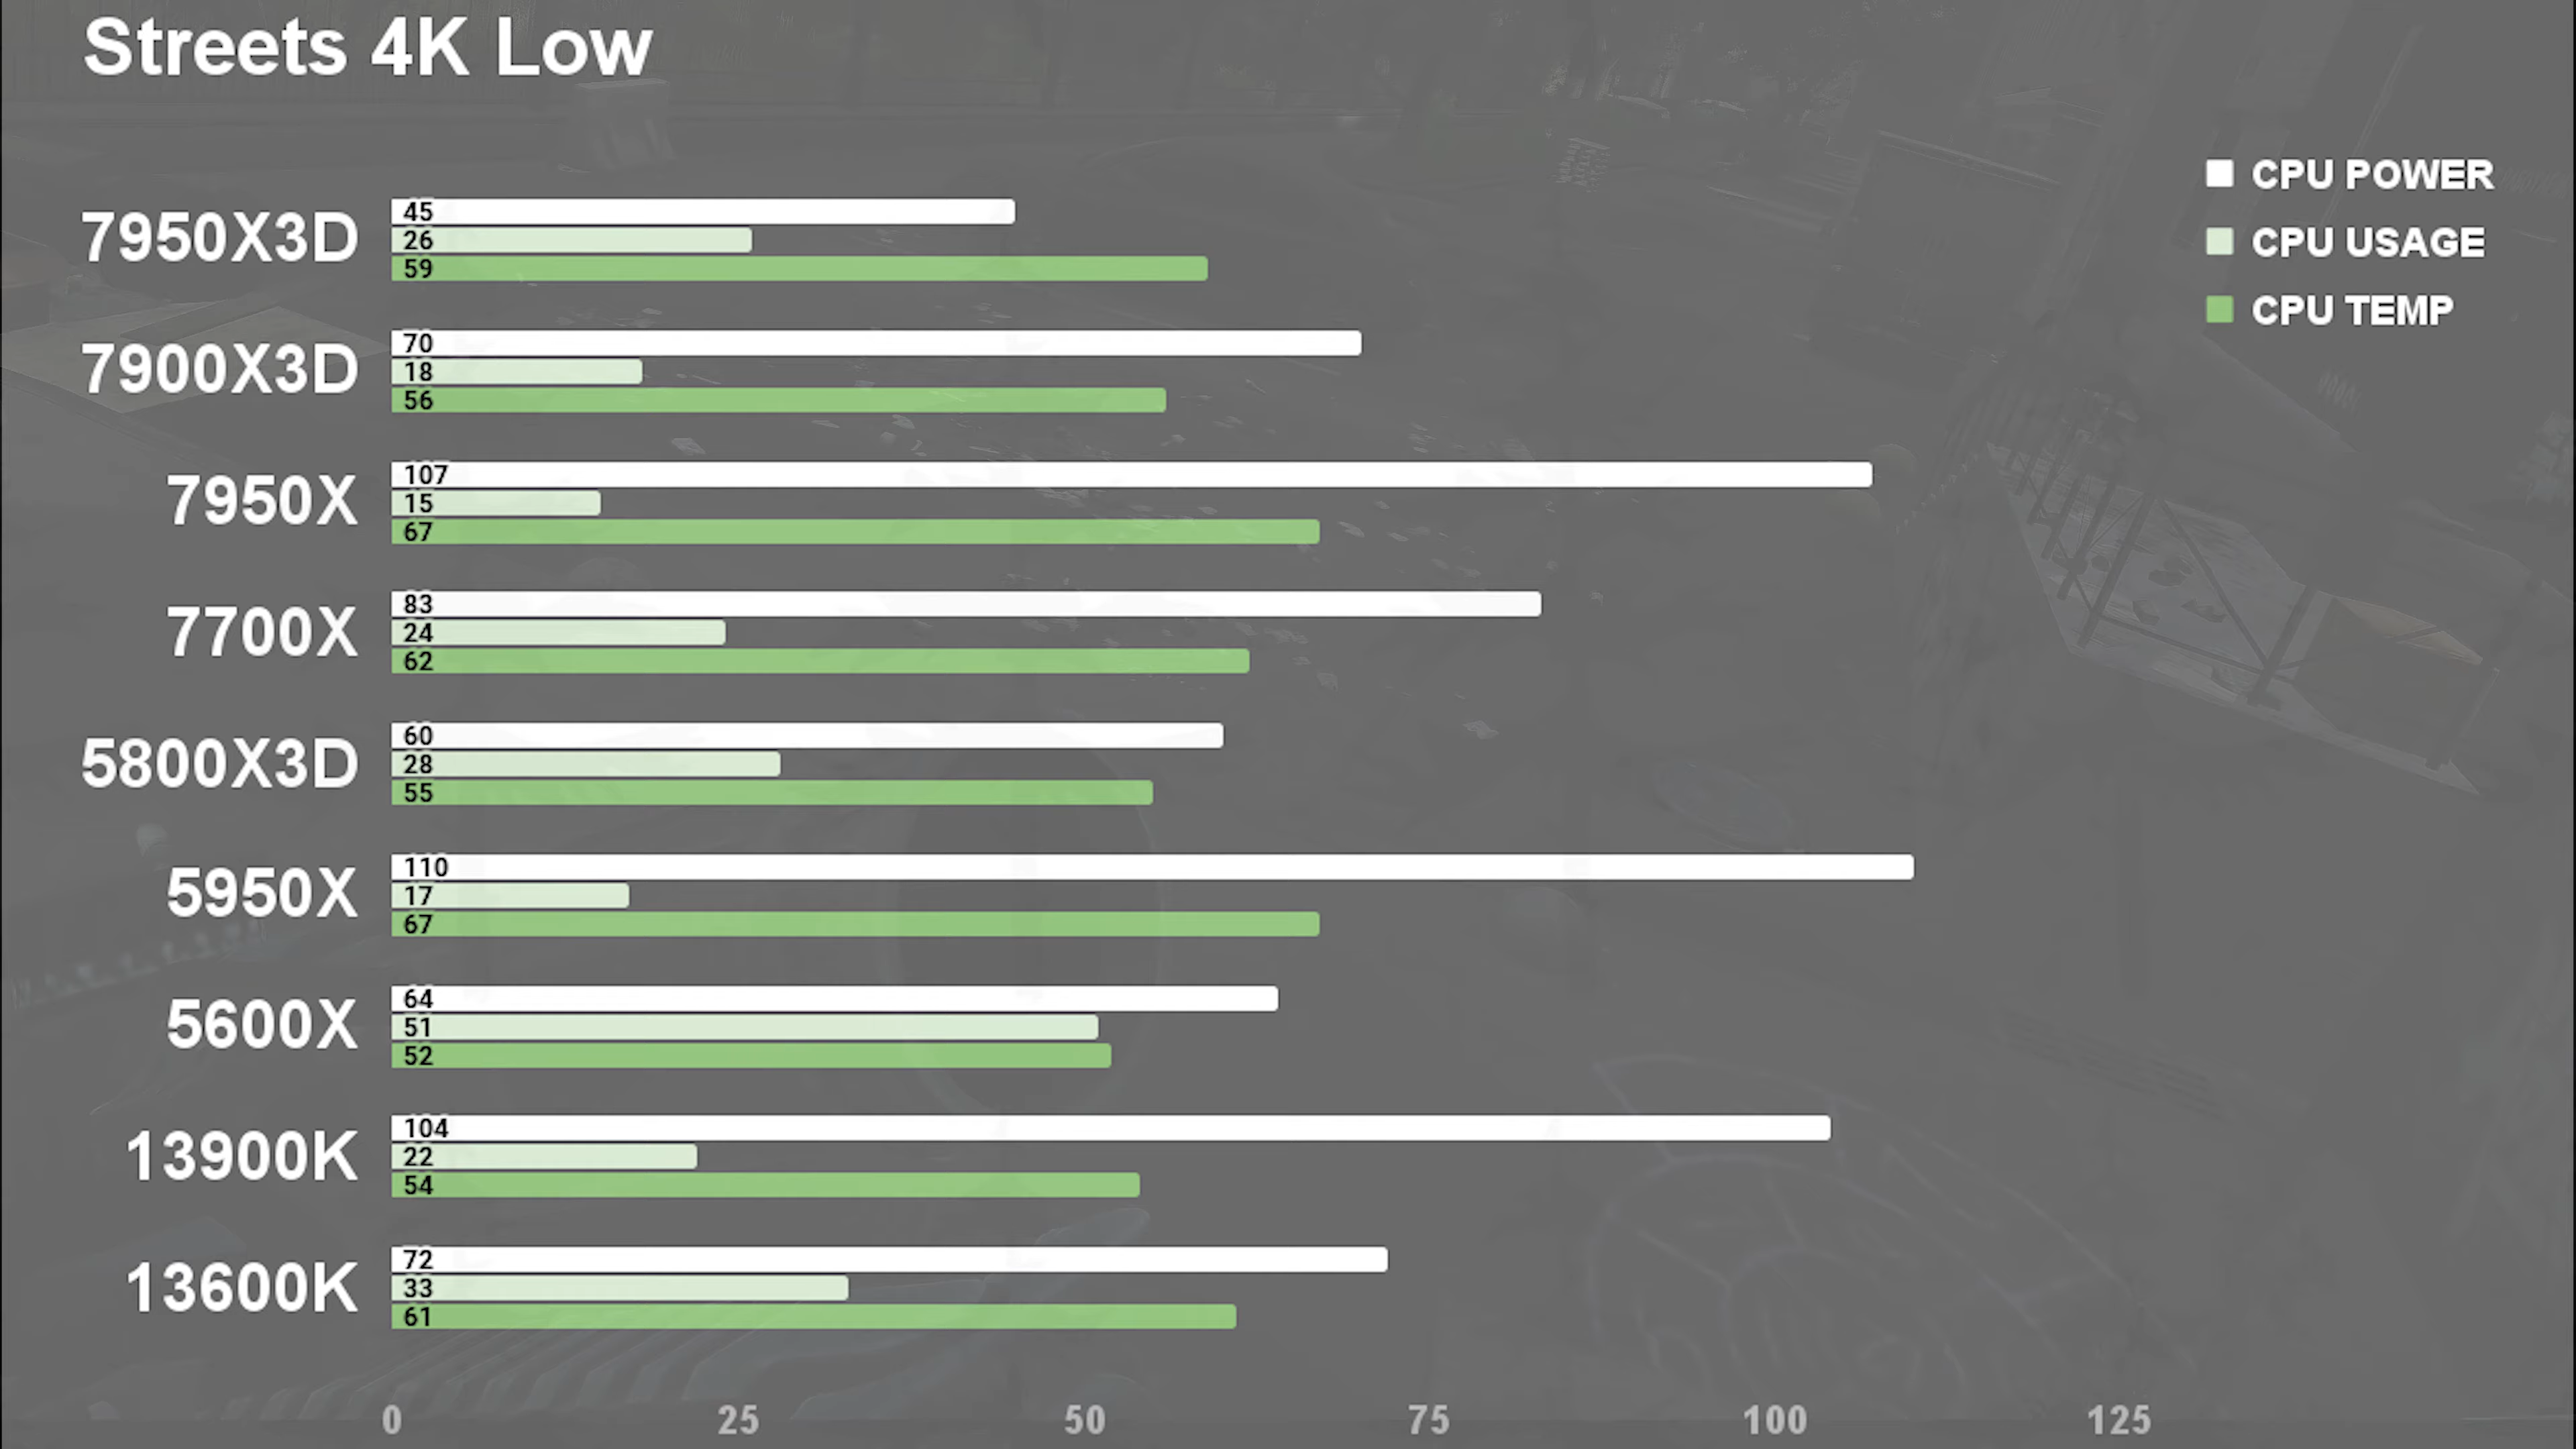 Streets 4K Low
CPU POWER
CPU USAGE
CPU TEMP
7950X3D
45
26
59
7900X3D
70
18
56
7950X
107
15
67
7700X
83
24
62
5800X3D
60
28
55
5950X
110
17
67
5600X
64
51
52
13900K
104
22
54
13600K
72
33
61
0 25 50 75 100 125